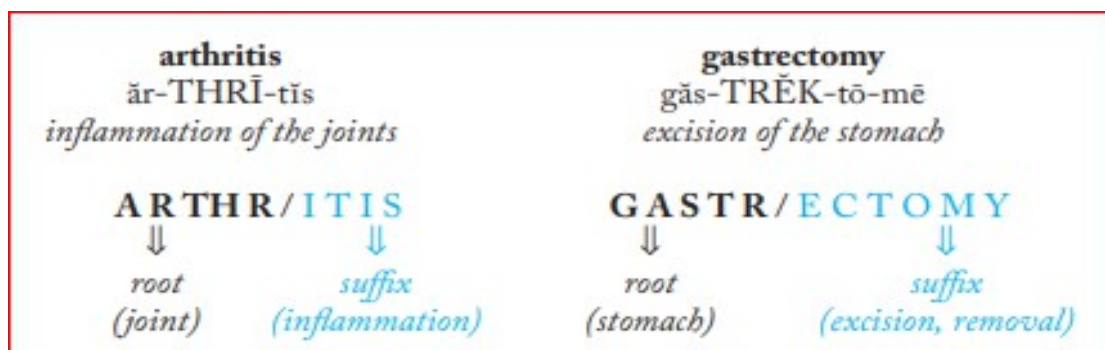 arthritis
ăr-THRĪ-tĭs
inflammation of the joints
ARTHR/ITIS
⇓ ⇓
root suffix
(joint) (inflammation)
gastrectomy
găs-TRĔK-tō-mē
excision of the stomach
GASTR/ECTOMY
⇓ ⇓
root suffix
(stomach) (excision, removal)